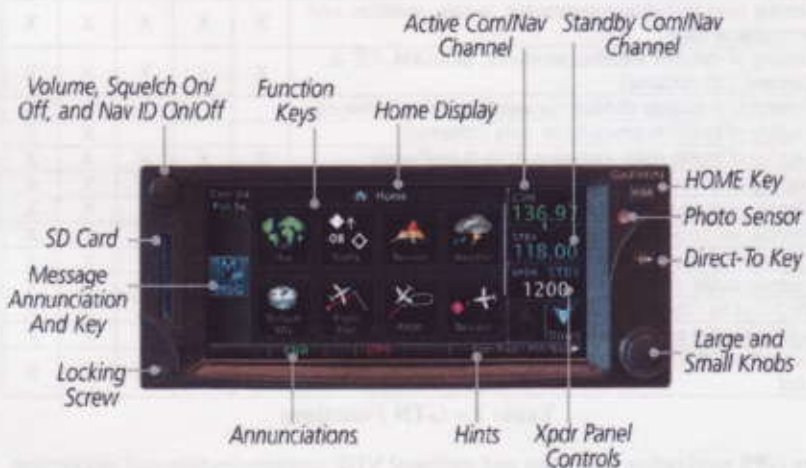 Active Com/Nav
Channel
Standby Com/Nav
Channel
Volume, Squelch On/
Off, and Nav ID On/Off
Function
Keys
Home Display
HOME Key
Photo Sensor
Direct-To Key
Large and
Small Knobs
SD Card
Message
Annunciation
And Key
Locking
Screw
Annunciations
Hints
Xpdr Panel
Controls
Home
136.97
118.00
1200
GARMIN
X X X X X